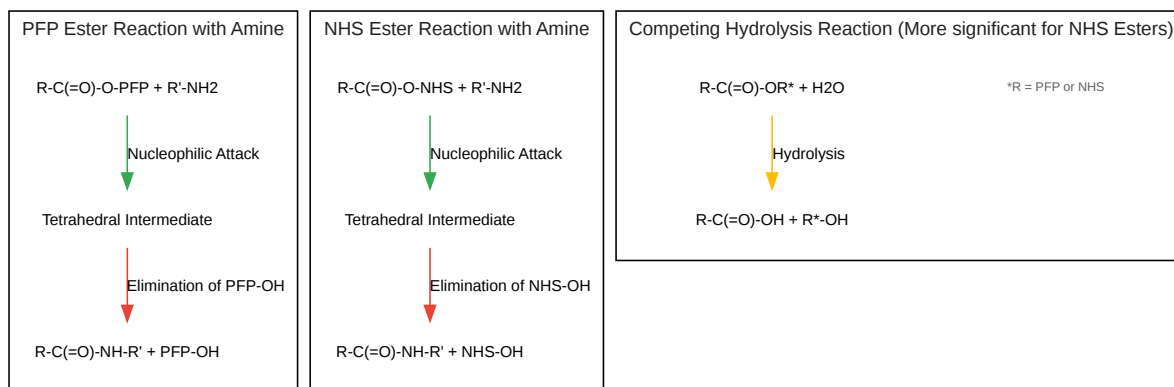 PFP Ester Reaction with Amine
R-C(=O)-O-PFP + R'-NH2
Nucleophilic Attack
Tetrahedral Intermediate
Elimination of PFP-OH
R-C(=O)-NH-R' + PFP-OH
NHS Ester Reaction with Amine
R-C(=O)-O-NHS + R'-NH2
Nucleophilic Attack
Tetrahedral Intermediate
Elimination of NHS-OH
R-C(=O)-NH-R' + NHS-OH
Competing Hydrolysis Reaction (More significant for NHS Esters)
R-C(=O)-OR* + H2O
*R = PFP or NHS
Hydrolysis
R-C(=O)-OH + R*-OH